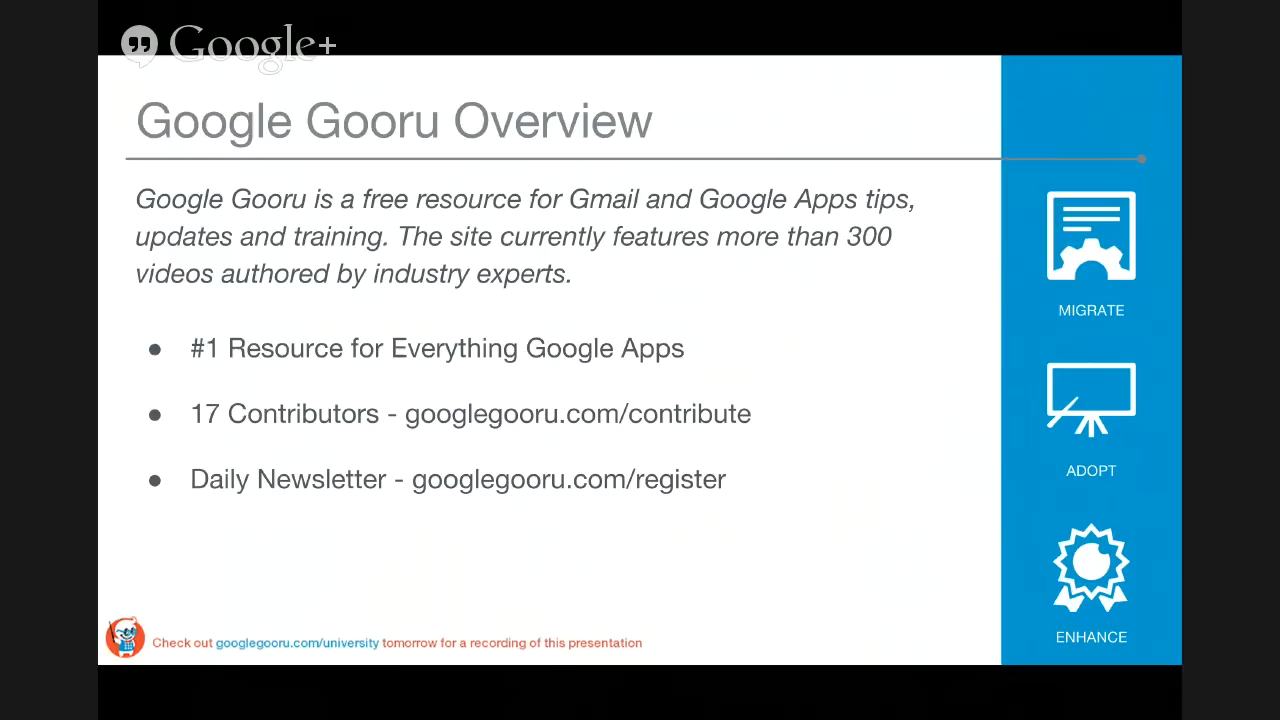 Google+
Google Gooru Overview
Google Gooru is a free resource for Gmail and Google Apps tips,
updates and training. The site currently features more than 300
videos authored by industry experts.
● #1 Resource for Everything Google Apps
● 17 Contributors - googlegooru.com/contribute
● Daily Newsletter - googlegooru.com/register
MIGRATE
ADOPT
ENHANCE
Check out googlegooru.com/university tomorrow for a recording of this presentation